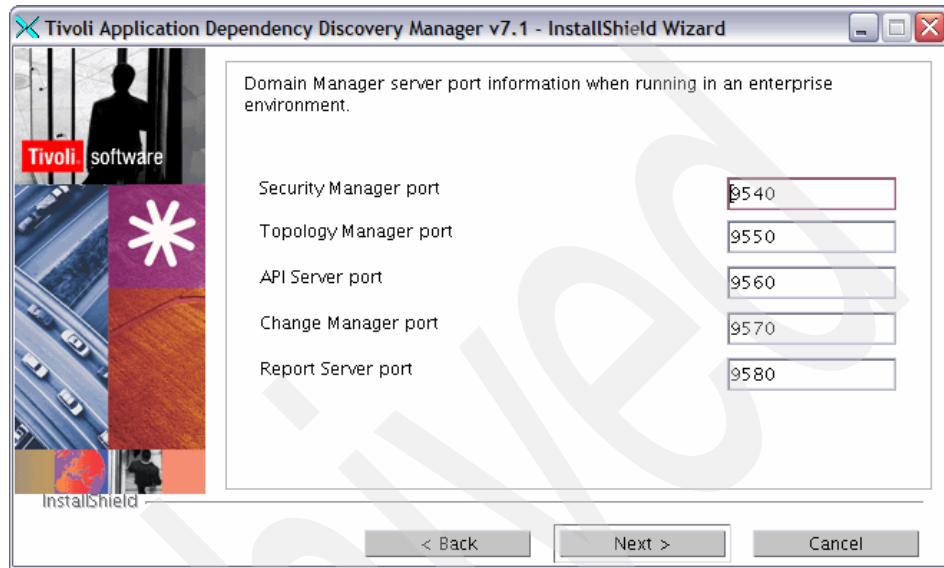 Tivoli Application Dependency Discovery Manager v7.1 - InstallShield Wizard
Domain Manager server port information when running in an enterprise
environment.
Tivoli. software
Security Manager port 9540
Topology Manager port 9550
API Server port 9560
Change Manager port 9570
Report Server port 9580
InstallShield
< Back Next > Cancel